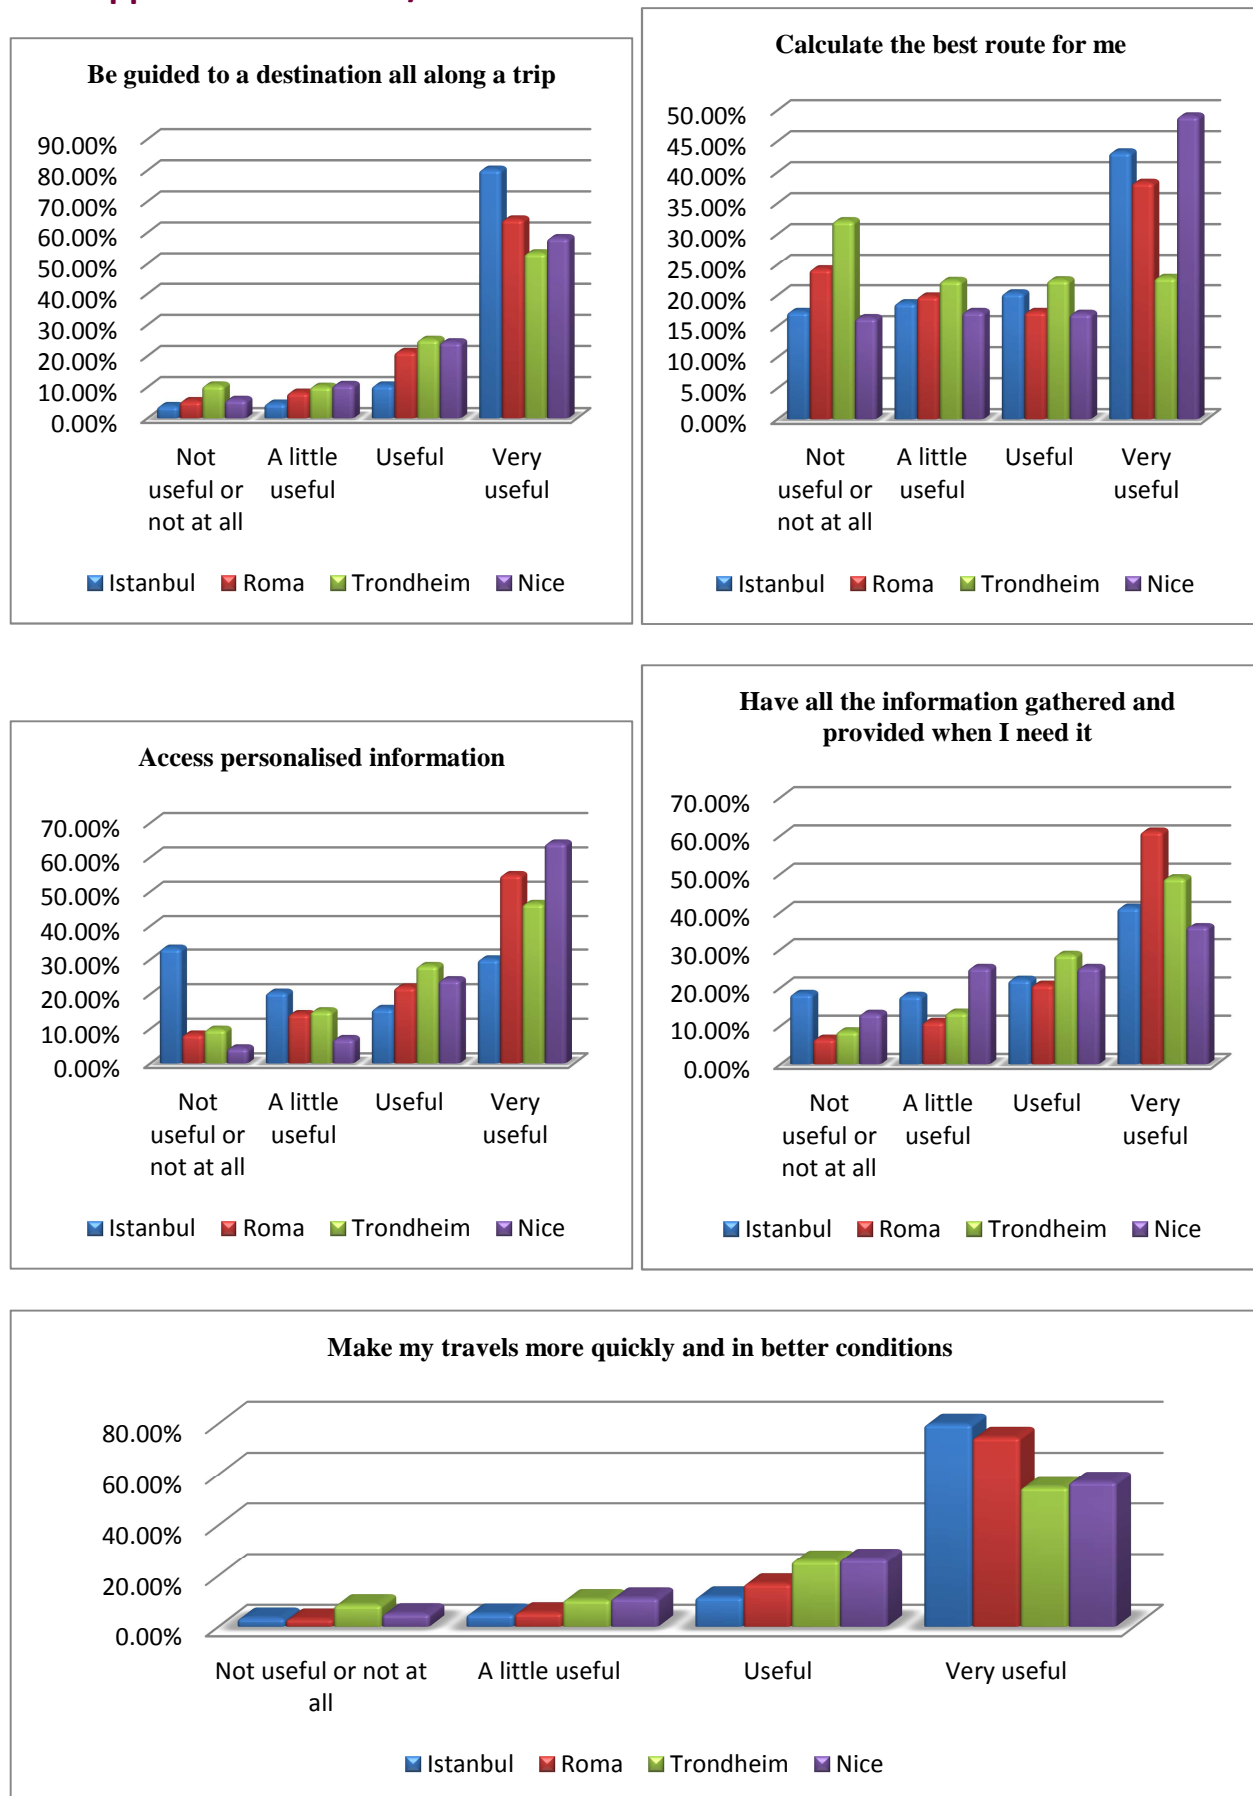 Be guided to a destination all along a trip
90.00%
80.00%
70.00%
60.00%
50.00%
40.00%
30.00%
20.00%
10.00%
0.00%
Not useful or not at all
A little useful
Useful
Very useful
Istanbul Roma Trondheim Nice
Calculate the best route for me
50.00%
45.00%
40.00%
35.00%
30.00%
25.00%
20.00%
15.00%
10.00%
5.00%
0.00%
Not useful or not at all
A little useful
Useful
Very useful
Istanbul Roma Trondheim Nice
Access personalised information
70.00%
60.00%
50.00%
40.00%
30.00%
20.00%
10.00%
0.00%
Not useful or not at all
A little useful
Useful
Very useful
Istanbul Roma Trondheim Nice
Have all the information gathered and
provided when I need it
70.00%
60.00%
50.00%
40.00%
30.00%
20.00%
10.00%
0.00%
Not useful or not at all
A little useful
Useful
Very useful
Istanbul Roma Trondheim Nice
Make my travels more quickly and in better conditions
80.00%
60.00%
40.00%
20.00%
0.00%
Not useful or not at all
A little useful
Useful
Very useful
Istanbul Roma Trondheim Nice